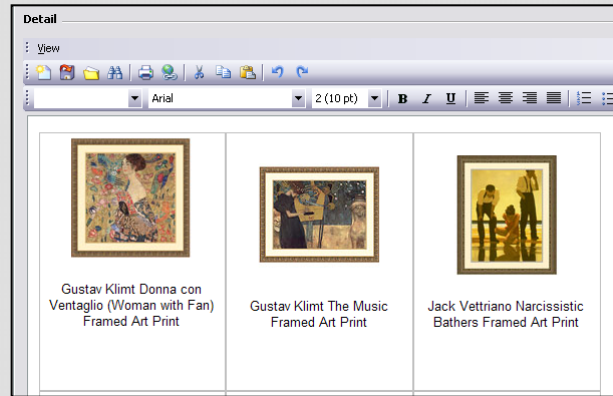 Detail
View
Arial
2 (10 pt)
B I U
Gustav Klimt Donna con
Ventaglio (Woman with Fan)
Framed Art Print
Gustav Klimt The Music
Framed Art Print
Jack Vettriano Narcissistic
Bathers Framed Art Print